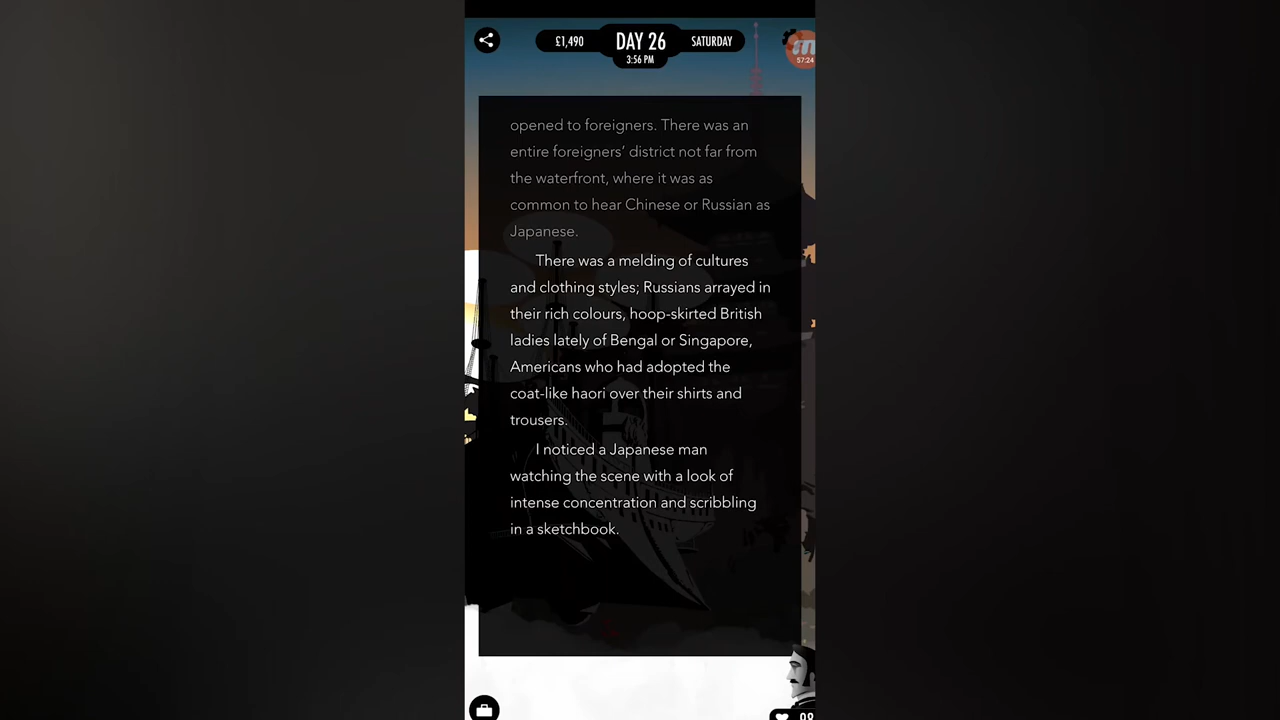 £1,490
DAY 26
SATURDAY
3:56 PM
57:24
opened to foreigners. There was an
entire foreigners’ district not far from
the waterfront, where it was as
common to hear Chinese or Russian as
Japanese.
There was a melding of cultures
and clothing styles; Russians arrayed in
their rich colours, hoop-skirted British
ladies lately of Bengal or Singapore,
Americans who had adopted the
coat-like haori over their shirts and
trousers.
I noticed a Japanese man
watching the scene with a look of
intense concentration and scribbling
in a sketchbook.